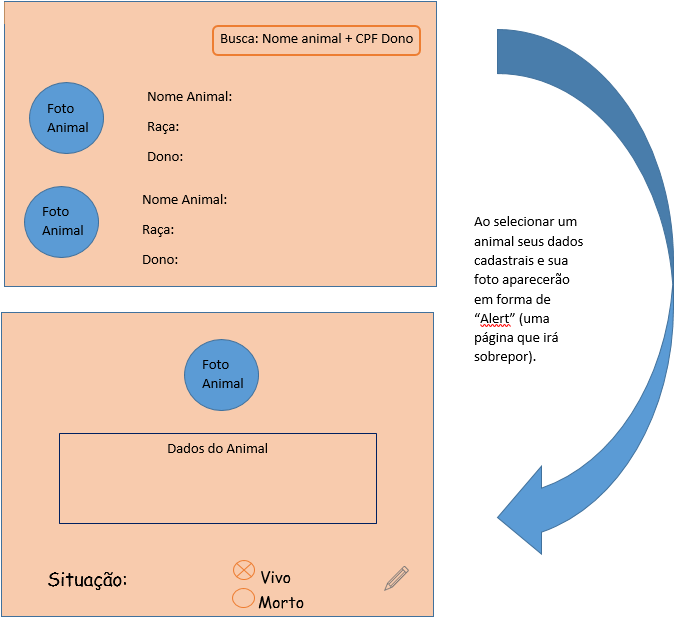 Busca: Nome animal + CPF Dono
Foto
Animal
Nome Animal:
Raça:
Dono:
Foto
Animal
Nome Animal:
Raça:
Dono:
Ao selecionar um
animal seus dados
cadastrais e sua
foto aparecerão
em forma de
“Alert” (uma
página que irá
sobrepor).
Foto
Animal
Dados do Animal
Situação:
Vivo
Morto